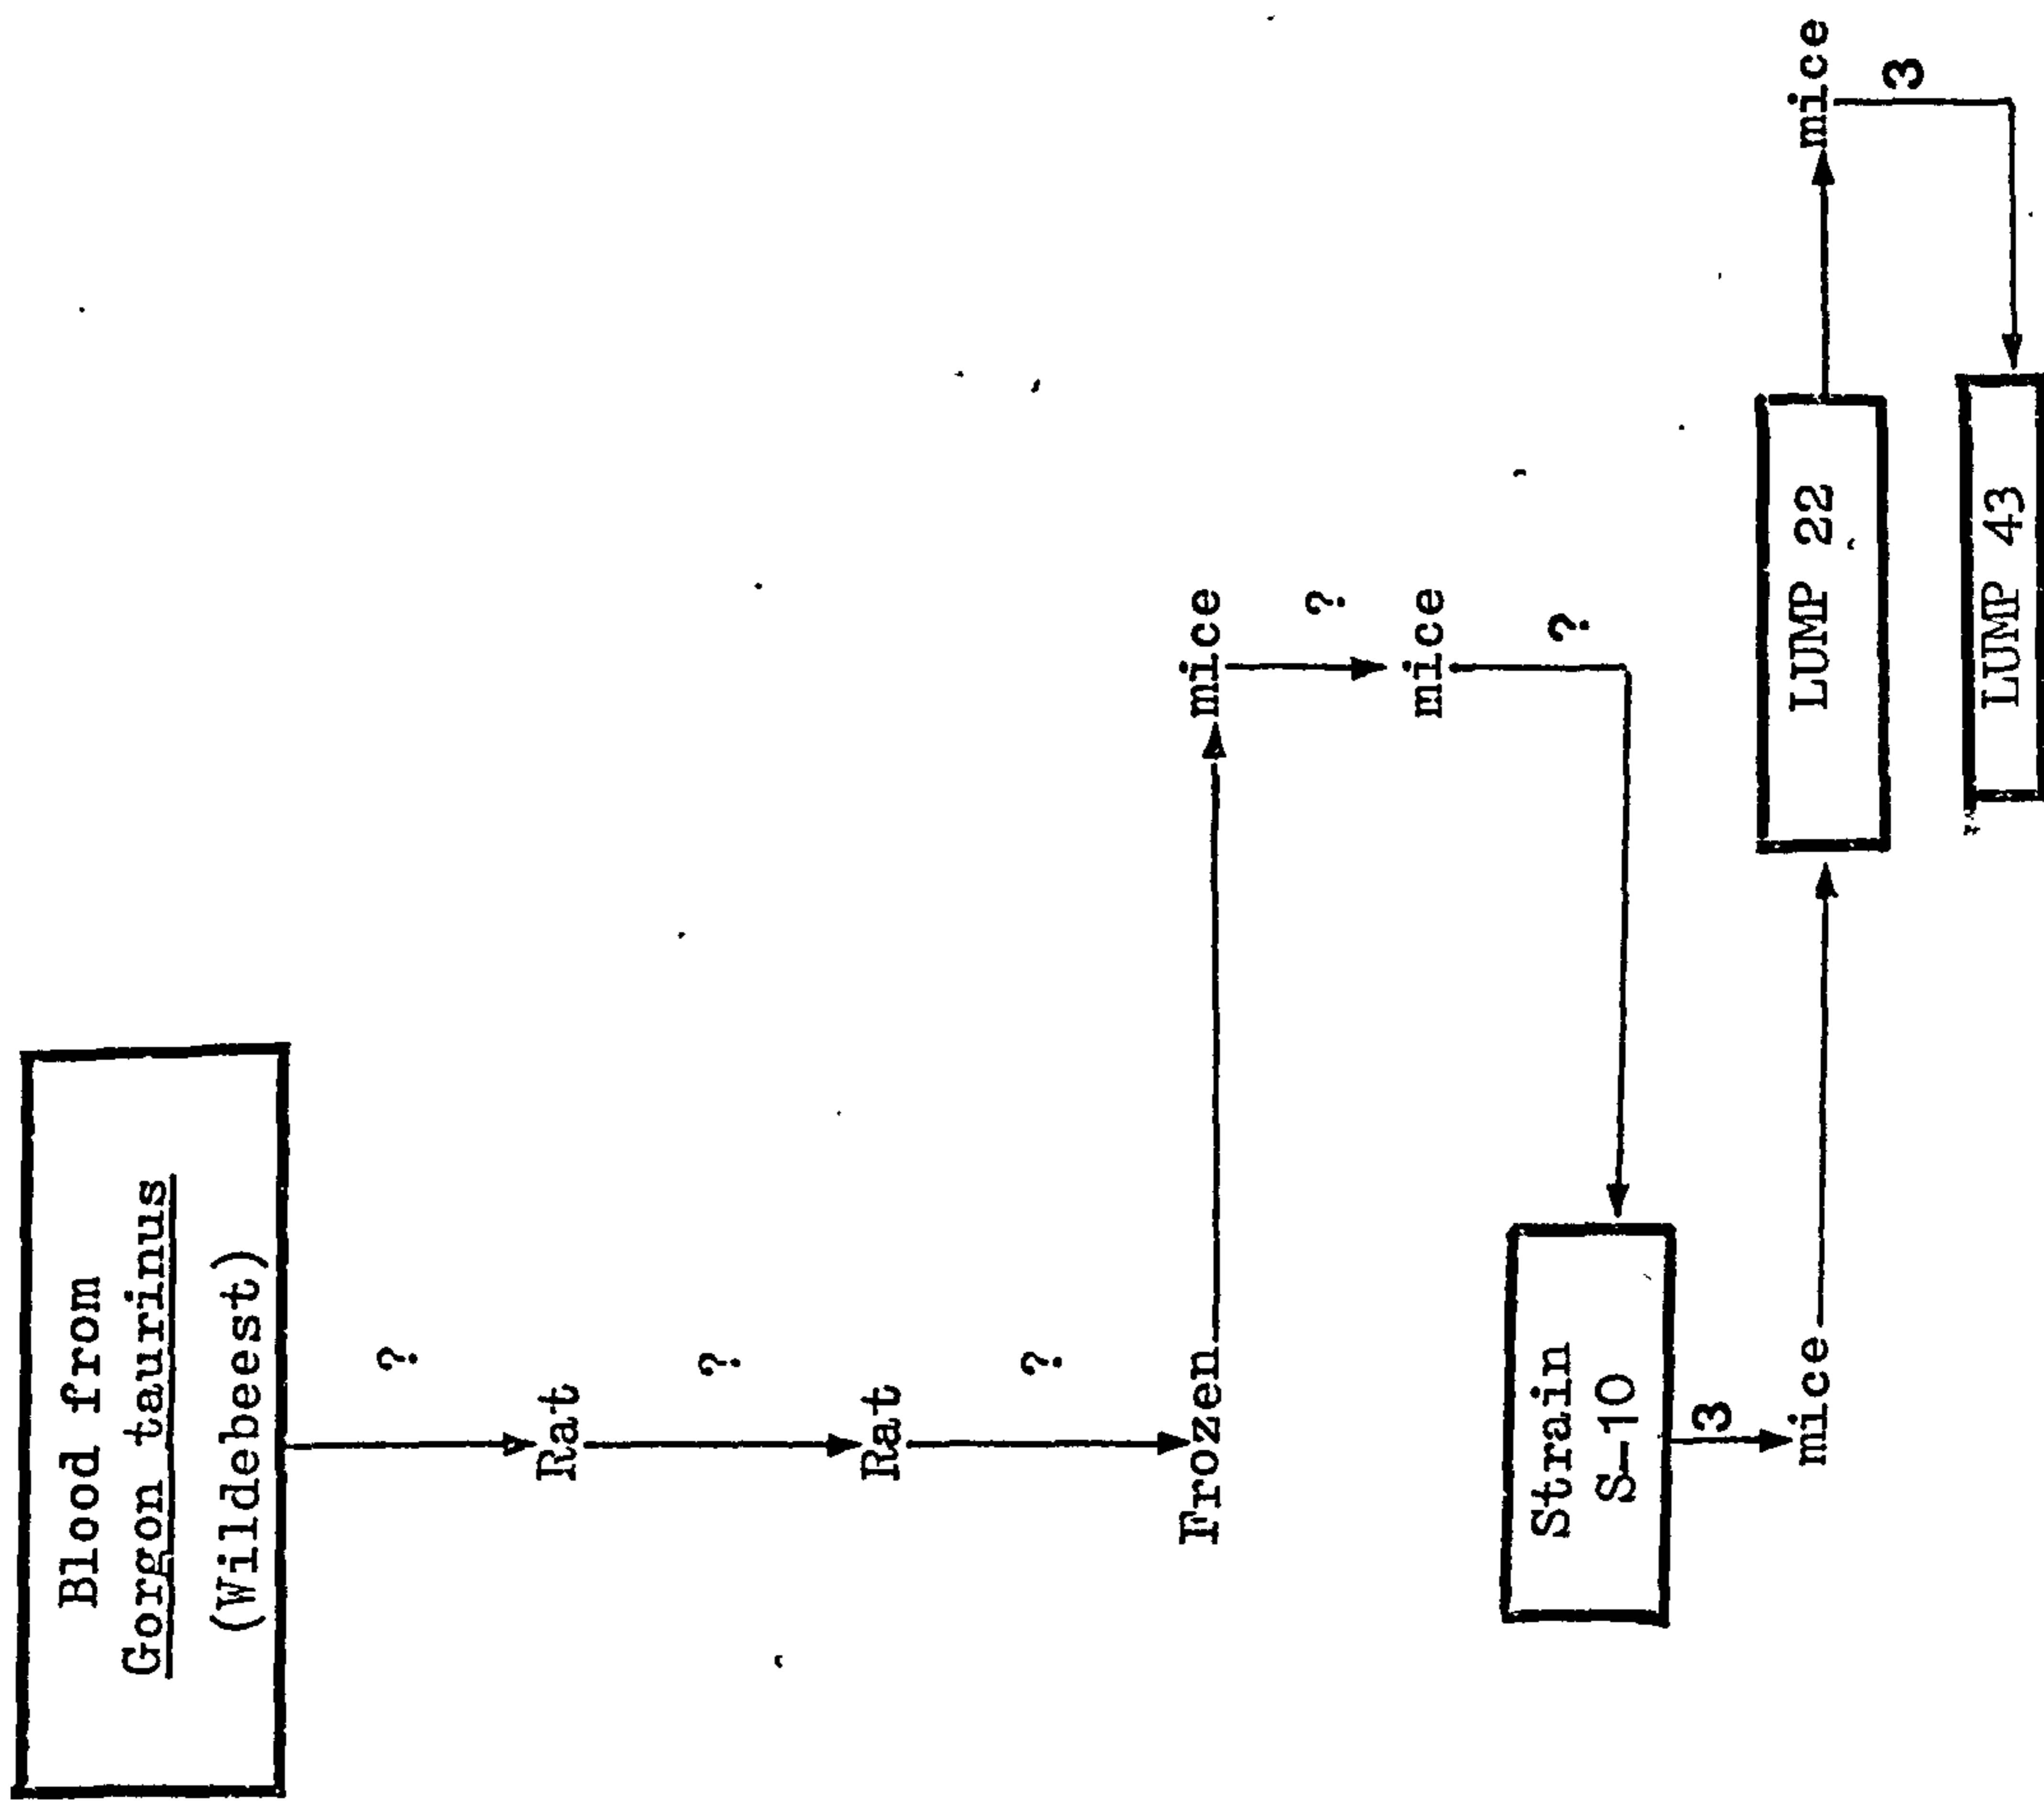 Blood from
Gorgon taurinus
(Wildebeest)
?
Rat
?
Rat
?
Frozen
mice
?
mice
?
Strain
S-10
3
mice
LUMP 22
mice
3
LUMP 43